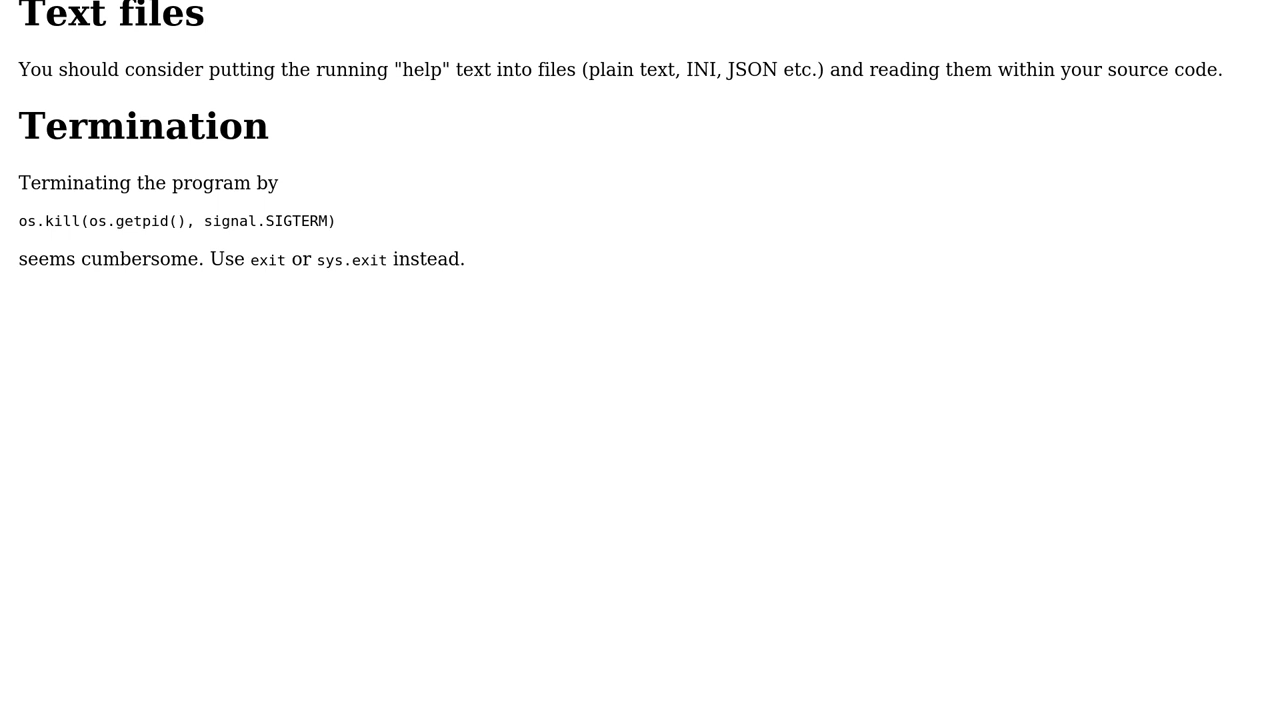 Text files
You should consider putting the running "help" text into files (plain text, INI, JSON etc.) and reading them within your source code.
Termination
Terminating the program by
os.kill(os.getpid(), signal.SIGTERM)
seems cumbersome. Use exit or sys.exit instead.